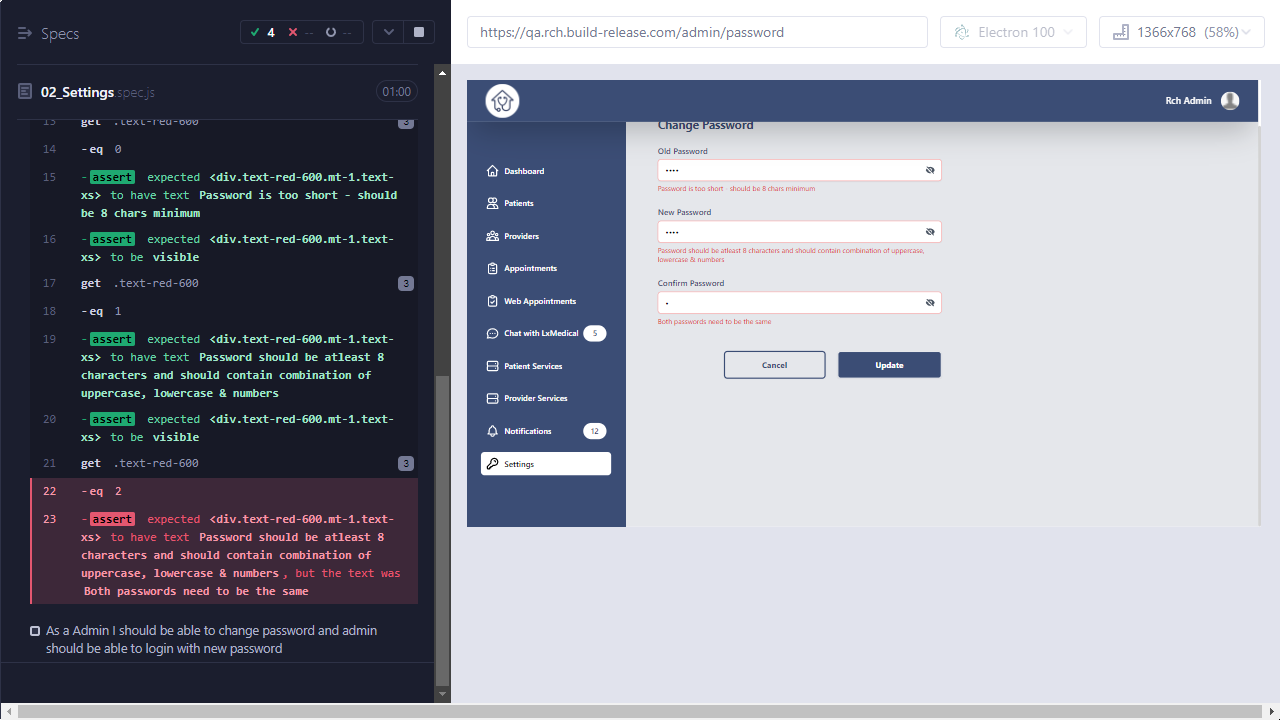 Specs
4
--
--
02_Settings.spec.js
01:00
13 get .text-red-600 3
14 -eq 0
15 -assert expected <div.text-red-600.mt-1.text-
xs> to have text Password is too short - should
be 8 chars minimum
16 -assert expected <div.text-red-600.mt-1.text-
xs> to be visible
17 get .text-red-600 3
18 -eq 1
19 -assert expected <div.text-red-600.mt-1.text-
xs> to have text Password should be atleast 8
characters and should contain combination of
uppercase, lowercase & numbers
20 -assert expected <div.text-red-600.mt-1.text-
xs> to be visible
21 get .text-red-600 3
22 -eq 2
23 -assert expected <div.text-red-600.mt-1.text-
xs> to have text Password should be atleast 8
characters and should contain combination of
uppercase, lowercase & numbers, but the text was
Both passwords need to be the same
As a Admin I should be able to change password and admin
should be able to login with new password
https://qa.rch.build-release.com/admin/password
Electron 100
1366x768 (58%)
Rch Admin
Dashboard
Patients
Providers
Appointments
Web Appointments
Chat with LxMedical 5
Patient Services
Provider Services
Notifications 12
Settings
Change Password
Old Password
••••
Password is too short - should be 8 chars minimum
New Password
••••
Password should be atleast 8 characters and should contain combination of uppercase,
lowercase & numbers
Confirm Password
•
Both passwords need to be the same
Cancel
Update